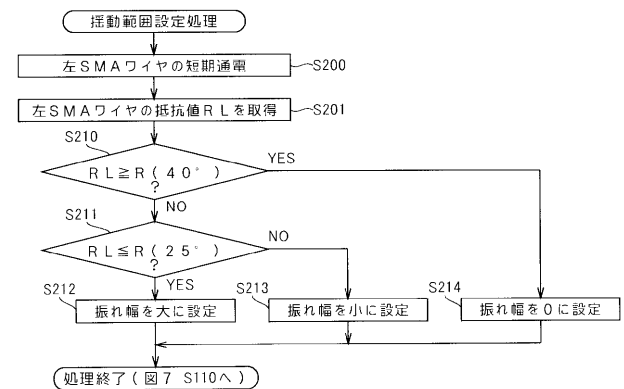 揺動範囲設定処理
左SMAワイヤの短期通電
S200
左SMAワイヤの抵抗値RLを取得
S201
S210
RL≧R(40°)
?
YES
NO
S211
RL≦R(25°)
?
NO
YES
S212
振れ幅を大に設定
S213
振れ幅を小に設定
S214
振れ幅を0に設定
処理終了(図7 S110へ)